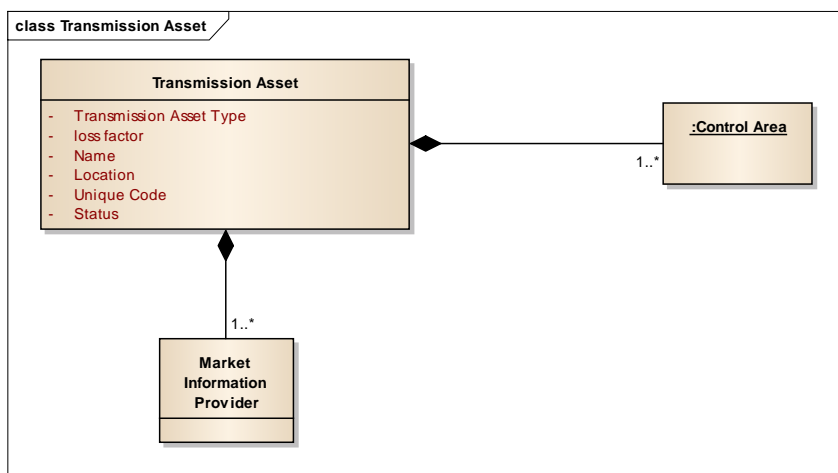 class Transmission Asset
Transmission Asset
- Transmission Asset Type
- loss factor
- Name
- Location
- Unique Code
- Status
:Control Area
1..*
1..*
Market
Information
Provider